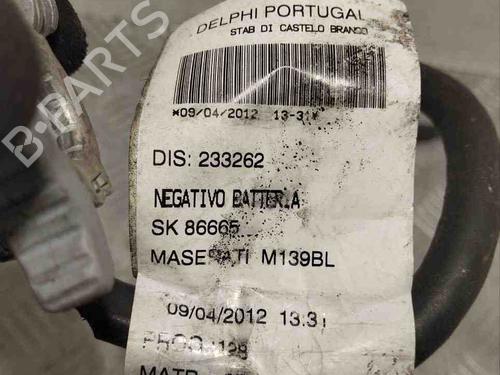 DELPHI PORTUGAL
STAB DI CASTELO BRANCO
*09/04/2012 13-31*
DIS: 233262
NEGATIVO BATTERIA
SK 86665
MASERATI M139BL
09/04/2012 13.31
B-PARTS